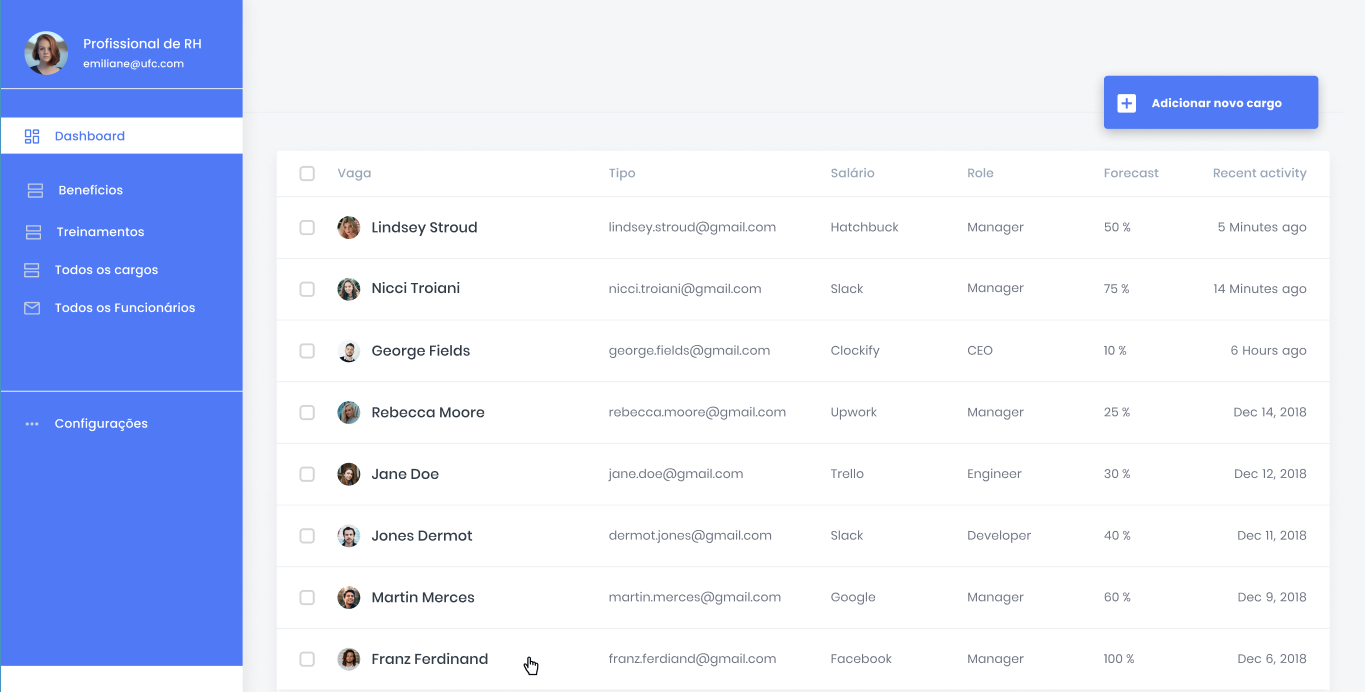 Profissional de RH
emiliane@ufc.com
Adicionar novo cargo
Dashboard
Benefícios
Treinamentos
Todos os cargos
Todos os Funcionários
Configurações
Vaga Tipo Salário Role Forecast Recent activity
Lindsey Stroud lindsey.stroud@gmail.com Hatchbuck Manager 50 % 5 Minutes ago
Nicci Troiani nicci.troiani@gmail.com Slack Manager 75 % 14 Minutes ago
George Fields george.fields@gmail.com Clockify CEO 10 % 6 Hours ago
Rebecca Moore rebecca.moore@gmail.com Upwork Manager 25 % Dec 14, 2018
Jane Doe jane.doe@gmail.com Trello Engineer 30 % Dec 12, 2018
Jones Dermot dermot.jones@gmail.com Slack Developer 40 % Dec 11, 2018
Martin Merces martin.merces@gmail.com Google Manager 60 % Dec 9, 2018
Franz Ferdinand franz.ferdiand@gmail.com Facebook Manager 100 % Dec 6, 2018